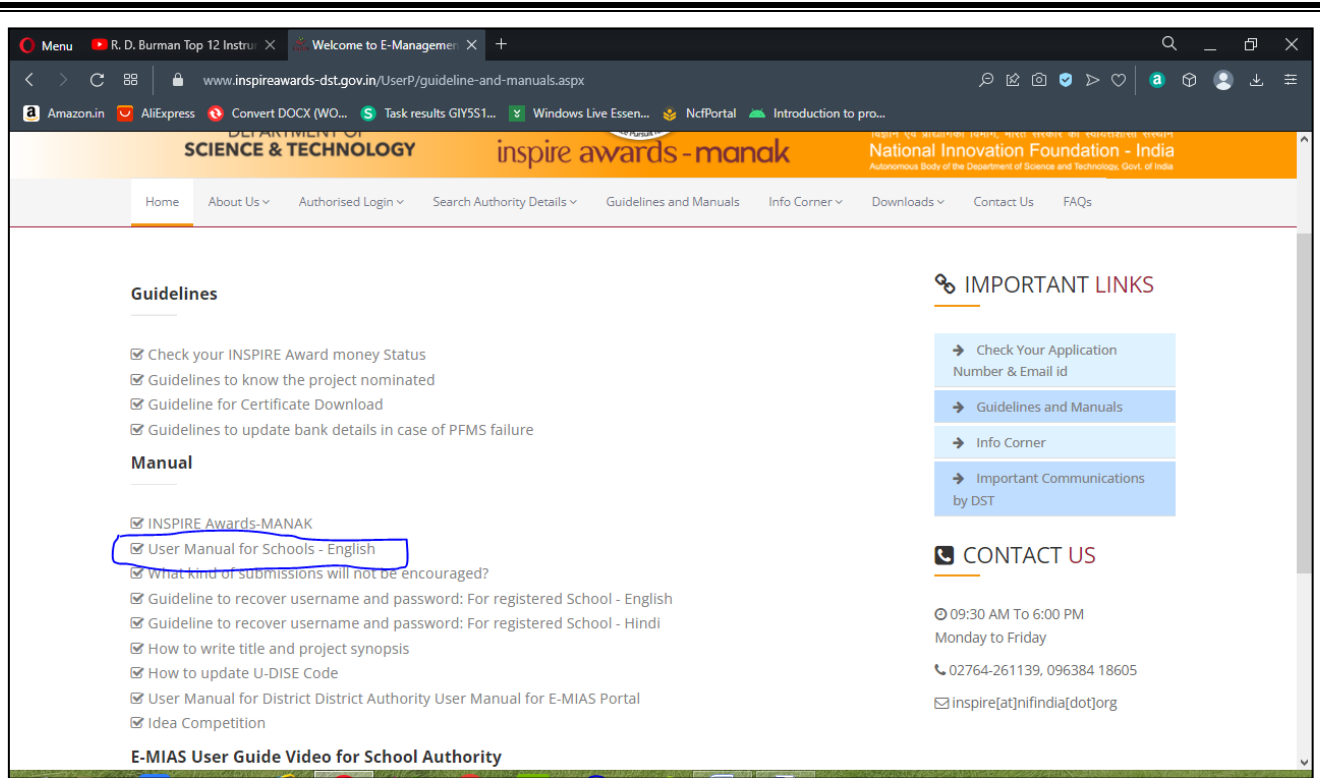 Menu
R. D. Burman Top 12 Instru
Welcome to E-Managemen
www.inspireawards-dst.gov.in/UserP/guideline-and-manuals.aspx
Amazon.in
AliExpress
Convert DOCX (WO...
Task results GIY5S1...
Windows Live Essen...
NcfPortal
Introduction to pro...
DEPARTMENT OF
SCIENCE & TECHNOLOGY
inspire awards - manak
National Innovation Foundation - India
Autonomous Body of the Department of Science and Technology, Govt. of India
Home
About Us
Authorised Login
Search Authority Details
Guidelines and Manuals
Info Corner
Downloads
Contact Us
FAQs
Guidelines
Check your INSPIRE Award money Status
Guidelines to know the project nominated
Guideline for Certificate Download
Guidelines to update bank details in case of PFMS failure
Manual
INSPIRE Awards-MANAK
User Manual for Schools - English
What kind of submissions will not be encouraged?
Guideline to recover username and password: For registered School - English
Guideline to recover username and password: For registered School - Hindi
How to write title and project synopsis
How to update U-DISE Code
User Manual for District District Authority User Manual for E-MIAS Portal
Idea Competition
E-MIAS User Guide Video for School Authority
IMPORTANT LINKS
Check Your Application
Number & Email id
Guidelines and Manuals
Info Corner
Important Communications
by DST
CONTACT US
09:30 AM To 6:00 PM
Monday to Friday
02764-261139, 096384 18605
inspire[at]nifindia[dot]org